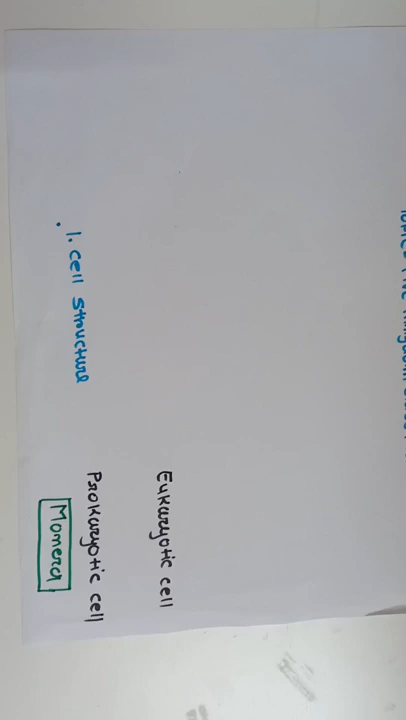 Eukaryotic cell
Prokaryotic cell
1. cell structure
Monera